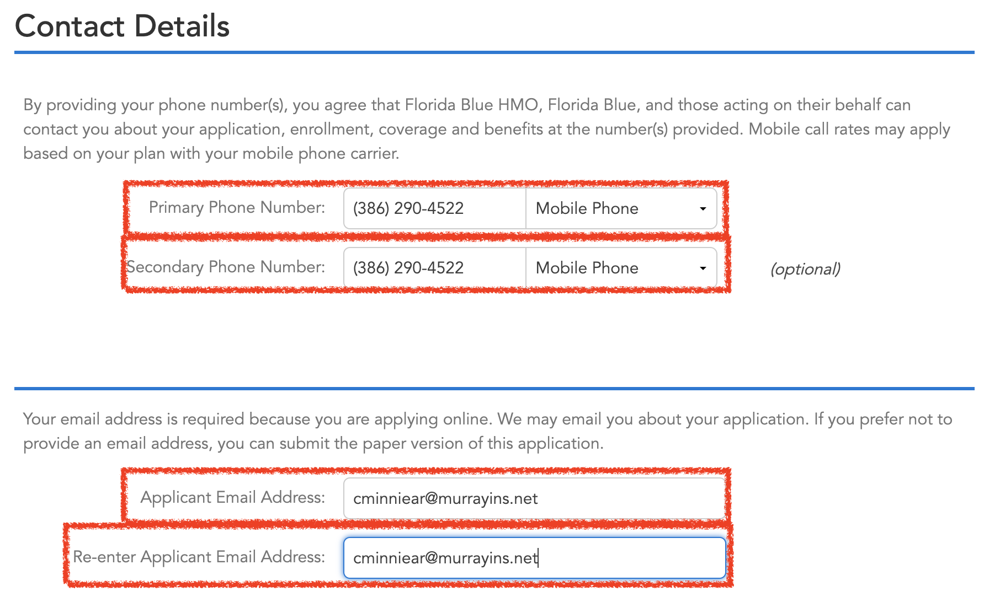 Contact Details
By providing your phone number(s), you agree that Florida Blue HMO, Florida Blue, and those acting on their behalf can
contact you about your application, enrollment, coverage and benefits at the number(s) provided. Mobile call rates may apply
based on your plan with your mobile phone carrier.
Primary Phone Number: (386) 290-4522 Mobile Phone
Secondary Phone Number: (386) 290-4522 Mobile Phone (optional)
Your email address is required because you are applying online. We may email you about your application. If you prefer not to
provide an email address, you can submit the paper version of this application.
Applicant Email Address: cminniear@murrayins.net
Re-enter Applicant Email Address: cminniear@murrayins.net